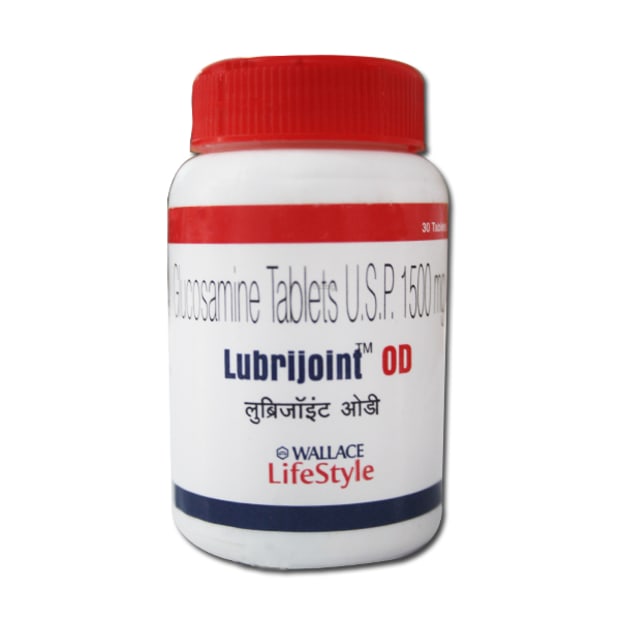 30 Tablets
Glucosamine Tablets U.S.P. 1500 mg
Lubrijoint™ OD
लुब्रिजॉइंट ओडी
WALLACE
LifeStyle